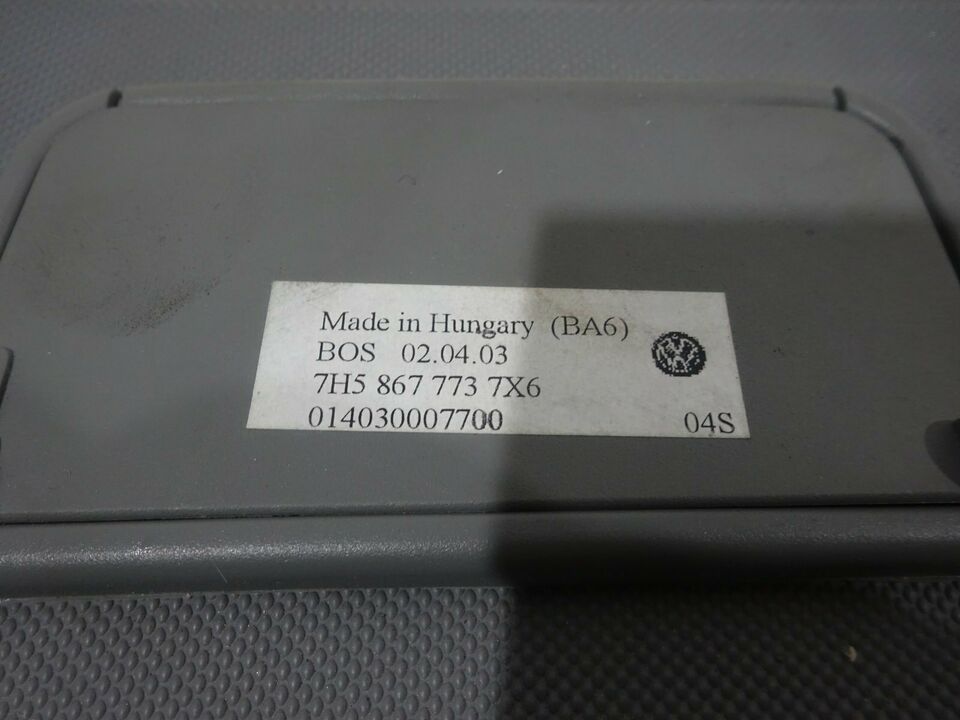 Made in Hungary (BA6)
BOS 02.04.03
7H5 867 773 7X6
014030007700 04S